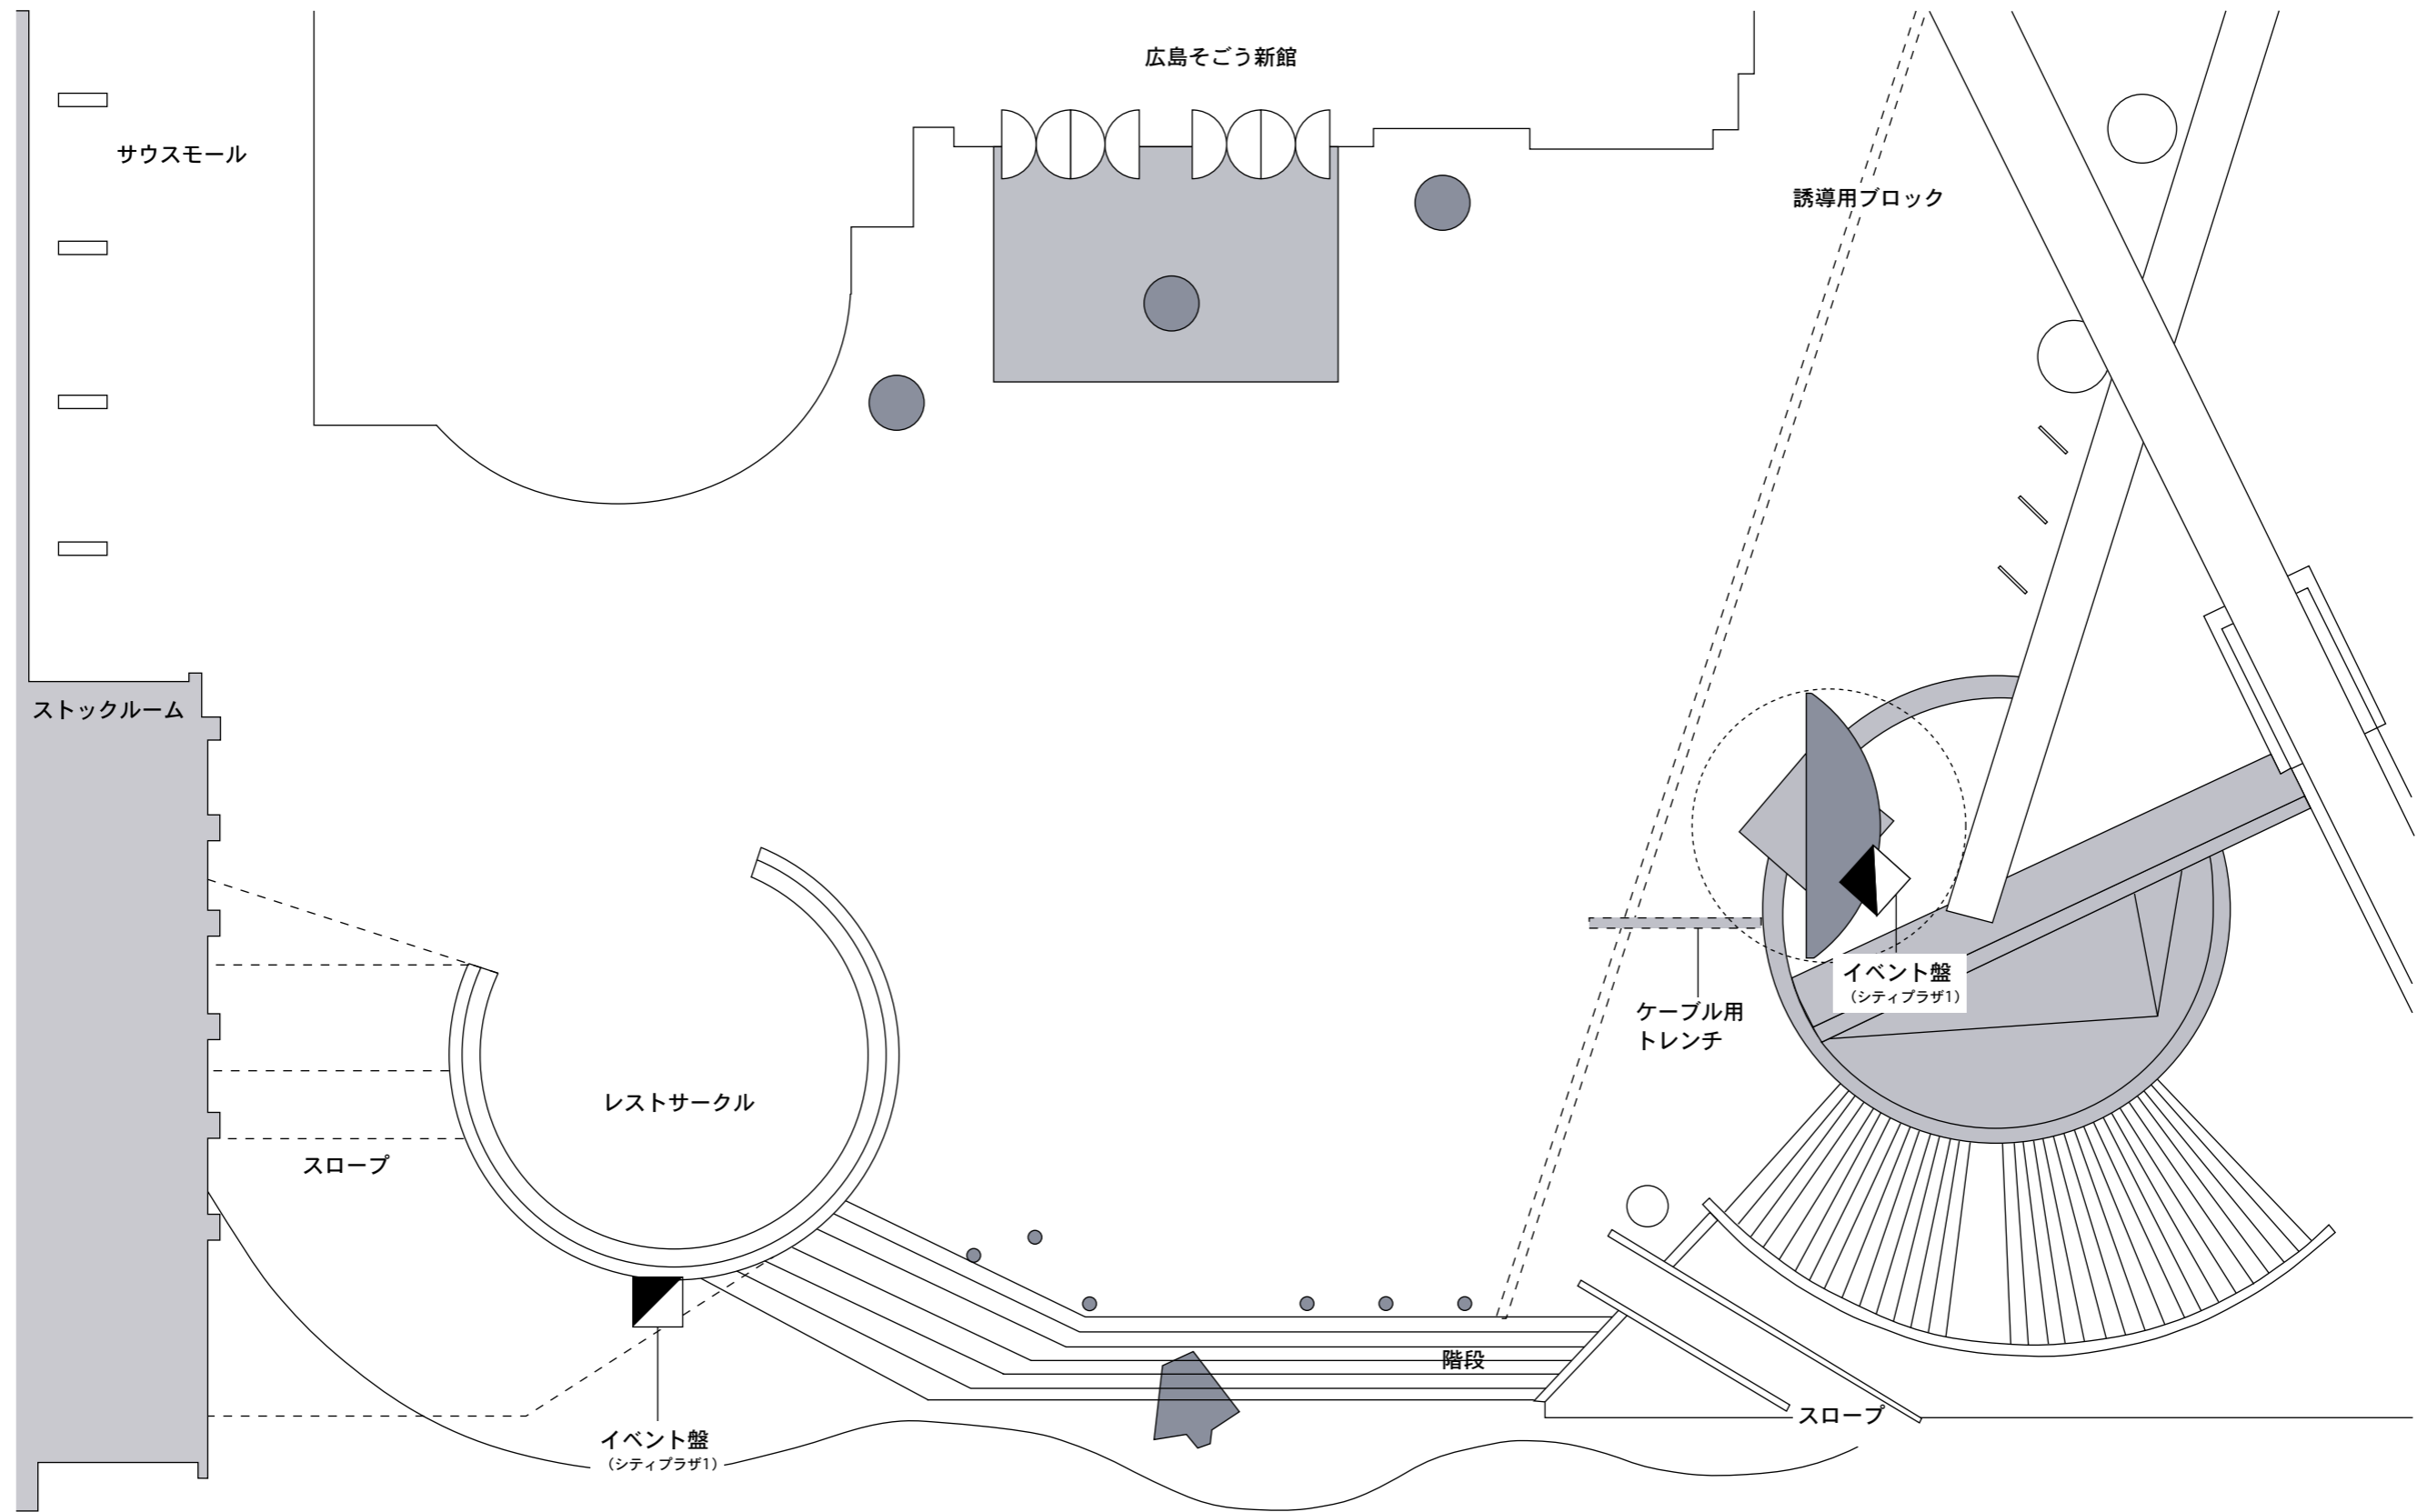 広島そごう新館
サウスモール
誘導用ブロック
ストックルーム
イベント盤
（シティプラザ1）
ケーブル用
トレンチ
レストサークル
スロープ
階段
スロープ
イベント盤
（シティプラザ1）